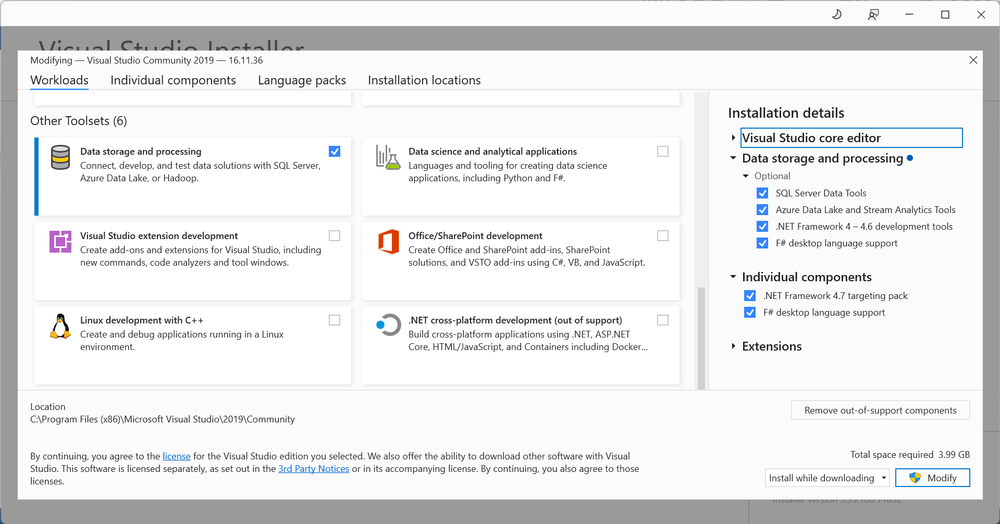 Visual Studio Installer
Modifying — Visual Studio Community 2019 — 16.11.36
Workloads
Individual components
Language packs
Installation locations
Other Toolsets (6)
Data storage and processing
Connect, develop, and test data solutions with SQL Server,
Azure Data Lake, or Hadoop.
Data science and analytical applications
Languages and tooling for creating data science
applications, including Python and F#.
Visual Studio extension development
Create add-ons and extensions for Visual Studio, including
new commands, code analyzers and tool windows.
Office/SharePoint development
Create Office and SharePoint add-ins, SharePoint
solutions, and VSTO add-ins using C#, VB, and JavaScript.
Linux development with C++
Create and debug applications running in a Linux
environment.
.NET cross-platform development (out of support)
Build cross-platform applications using .NET, ASP.NET
Core, HTML/JavaScript, and Containers including Docker...
Installation details
Visual Studio core editor
Data storage and processing
Optional
SQL Server Data Tools
Azure Data Lake and Stream Analytics Tools
.NET Framework 4 – 4.6 development tools
F# desktop language support
Individual components
.NET Framework 4.7 targeting pack
F# desktop language support
Extensions
Location
C:\Program Files (x86)\Microsoft Visual Studio\2019\Community
Remove out-of-support components
By continuing, you agree to the license for the Visual Studio edition you selected. We also offer the ability to download other software with Visual
Studio. This software is licensed separately, as set out in the 3rd Party Notices or in its accompanying license. By continuing, you also agree to those
licenses.
Total space required 3.99 GB
Install while downloading
Modify